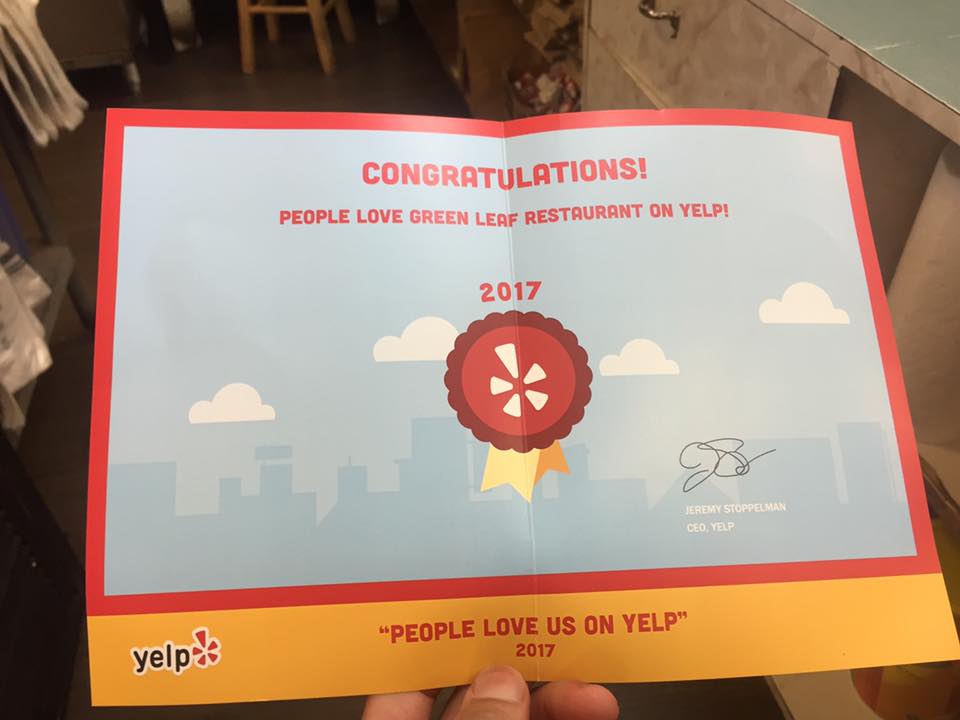 CONGRATULATIONS!
PEOPLE LOVE GREEN LEAF RESTAURANT ON YELP!
2017
JEREMY STOPPELMAN
CEO, YELP
yelp
"PEOPLE LOVE US ON YELP"
2017